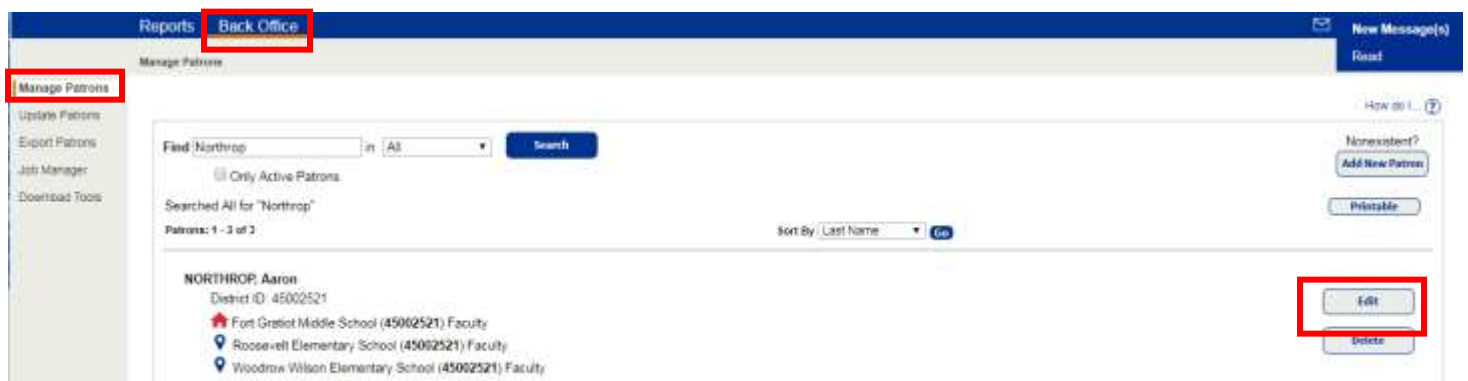 Reports Back Office New Message(s)
Manage Patrons Read
Manage Patrons
Update Patrons How do I... ?
Export Patrons Find Northrop in All Search Nonexistent?
Job Manager Only Active Patrons Add New Patron
Download Tools Searched All for "Northrop" Printable
Patrons: 1 - 3 of 3 Sort By Last Name Go
NORTHROP, Aaron
District ID: 45002521 Edit
Fort Gratiot Middle School (45002521) Faculty
Roosevelt Elementary School (45002521) Faculty Delete
Woodrow Wilson Elementary School (45002521) Faculty